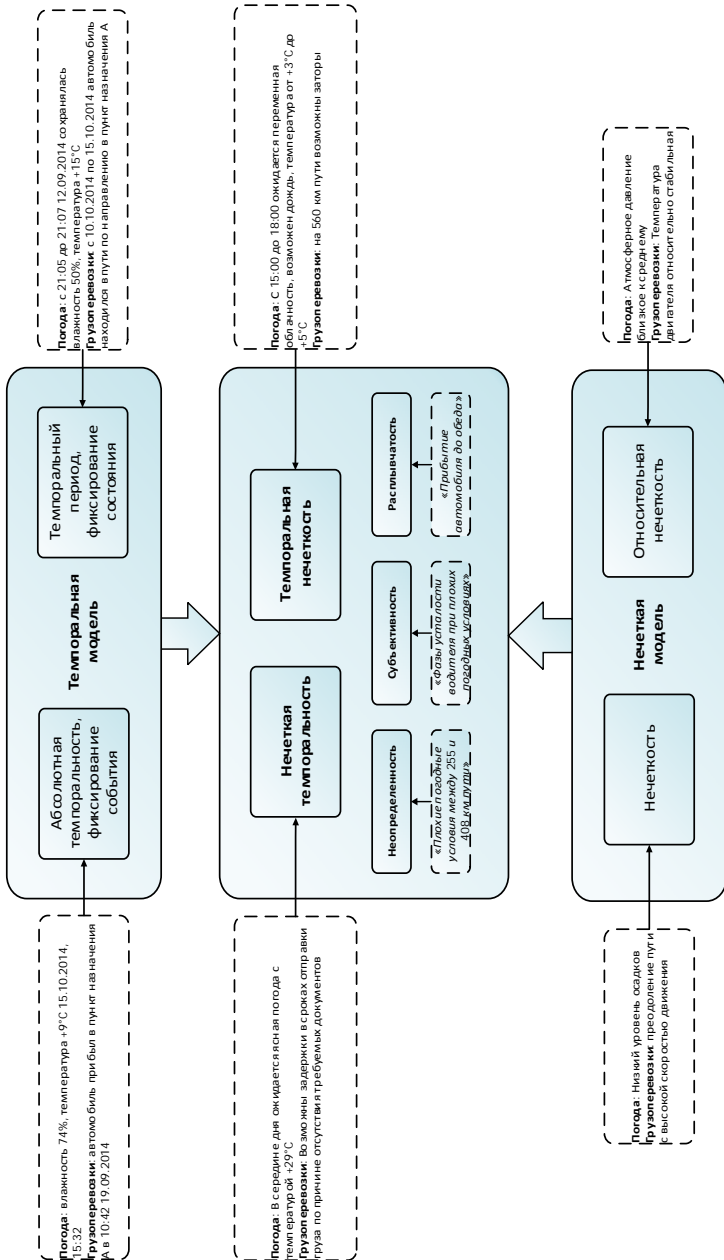 Погода: влажность 74%, температура +9°С 15.10.2014,
15:32
Грузоперевозки: автомобиль прибыл в пункт назначения
А в 10:42 19.09.2014
Абсолютная
темпоральность,
фиксирование
события
Темпоральная
модель
Темпоральный
период,
фиксирование
состояния
Погода: с 21:05 до 21:07 12.09.2014 сохранялась
влажность 50%, температура +15°С
Грузоперевозки: с 10.10.2014 по 15.10.2014 автомобиль
находился в пути по направлению в пункт назначения А
Погода: В середине дня ожидается ясная погода с
температурой +29°С
Грузоперевозки: Возможны задержки в сроках отправки
груза по причине отсутствия требуемых документов
Нечеткая
темпоральность
Темпоральная
нечеткость
Неопределенность
Субъективность
Расплывчатость
«Плохие погодные
условия между 255 и
408 км пути»
«Фазы усталости
водителя при плохих
погодных условиях»
«Прибытие
автомобиля до обеда»
Погода: С 15:00 до 18:00 ожидается переменная
облачность, возможен дождь, температура от +3°С до
+5°С
Грузоперевозки: на 560 км пути возможны заторы
Погода: Низкий уровень осадков
Грузоперевозки: преодоление пути
с высокой скоростью движения
Нечеткость
Нечеткая
модель
Относительная
нечеткость
Погода: Атмосферное давление
близкое к среднему
Грузоперевозки: Температура
двигателя относительно стабильная